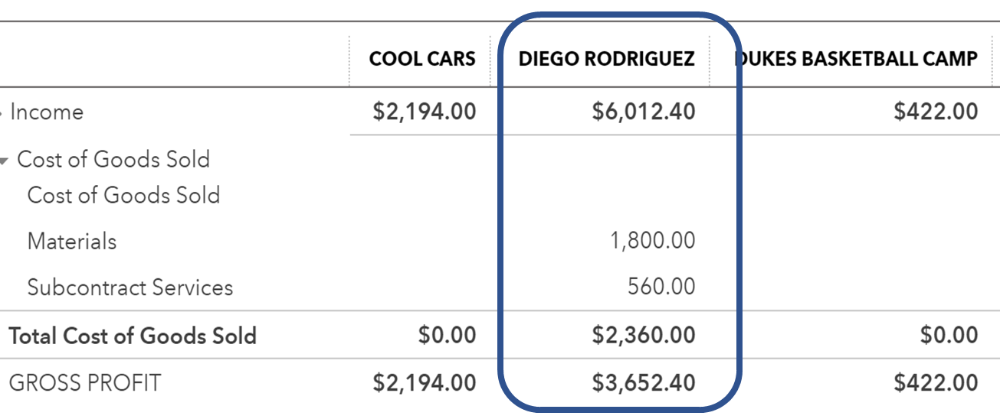 COOL CARS DIEGO RODRIGUEZ DUKES BASKETBALL CAMP
Income $2,194.00 $6,012.40 $422.00
Cost of Goods Sold
Cost of Goods Sold
Materials 1,800.00
Subcontract Services 560.00
Total Cost of Goods Sold $0.00 $2,360.00 $0.00
GROSS PROFIT $2,194.00 $3,652.40 $422.00